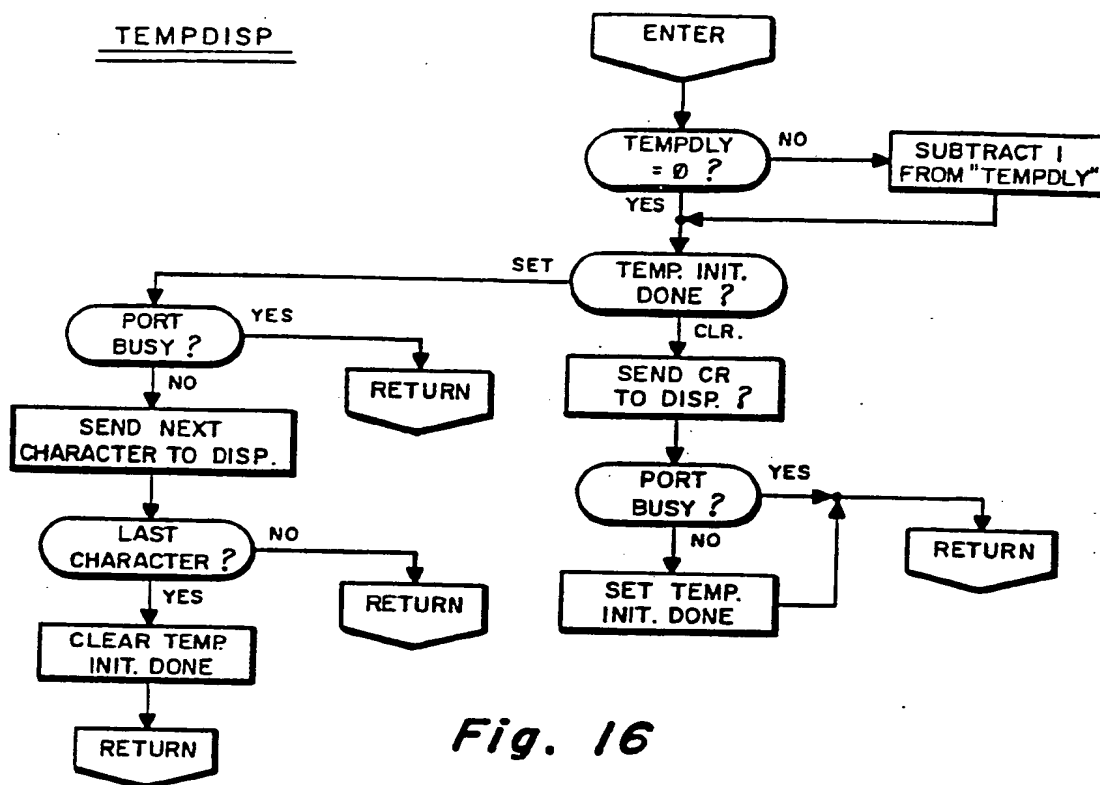 TEMPDISP
ENTER
TEMPDLY
= Ø ?
NO
SUBTRACT 1
FROM "TEMPDLY"
YES
TEMP. INIT.
DONE ?
SET
CLR.
PORT
BUSY ?
YES
RETURN
NO
SEND NEXT
CHARACTER TO DISP.
LAST
CHARACTER ?
NO
RETURN
YES
CLEAR TEMP.
INIT. DONE
RETURN
SEND CR
TO DISP. ?
PORT
BUSY ?
YES
RETURN
NO
SET TEMP.
INIT. DONE
Fig. 16